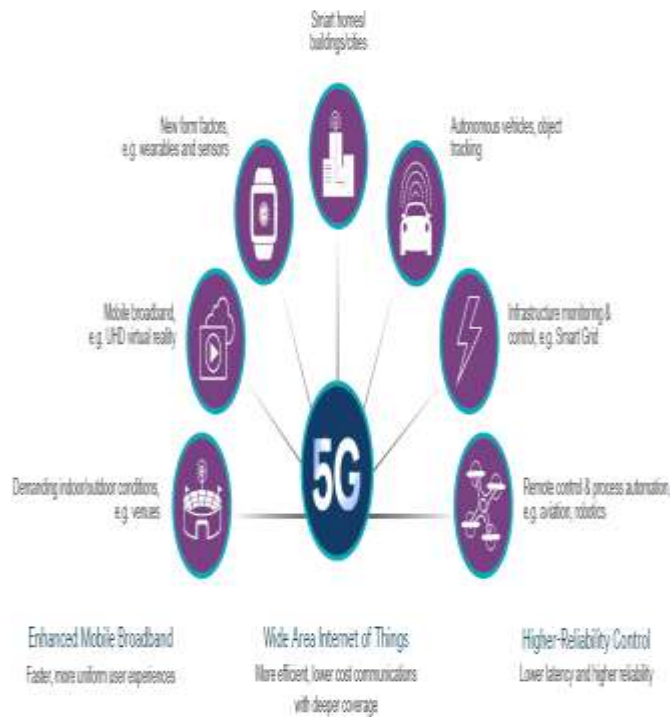 Smart homes/
buildings/cities
New form factors,
e.g. wearables and sensors
Autonomous vehicles, object
tracking
Mobile broadband,
e.g. UHD virtual reality
Infrastructure monitoring &
control, e.g. Smart Grid
5G
Demanding indoor/outdoor conditions,
e.g. venues
Remote control & process automation,
e.g. aviation, robotics
Enhanced Mobile Broadband
Faster, more uniform user experiences
Wide Area Internet of Things
More efficient, lower cost communications
with deeper coverage
Higher-Reliability Control
Lower latency and higher reliability